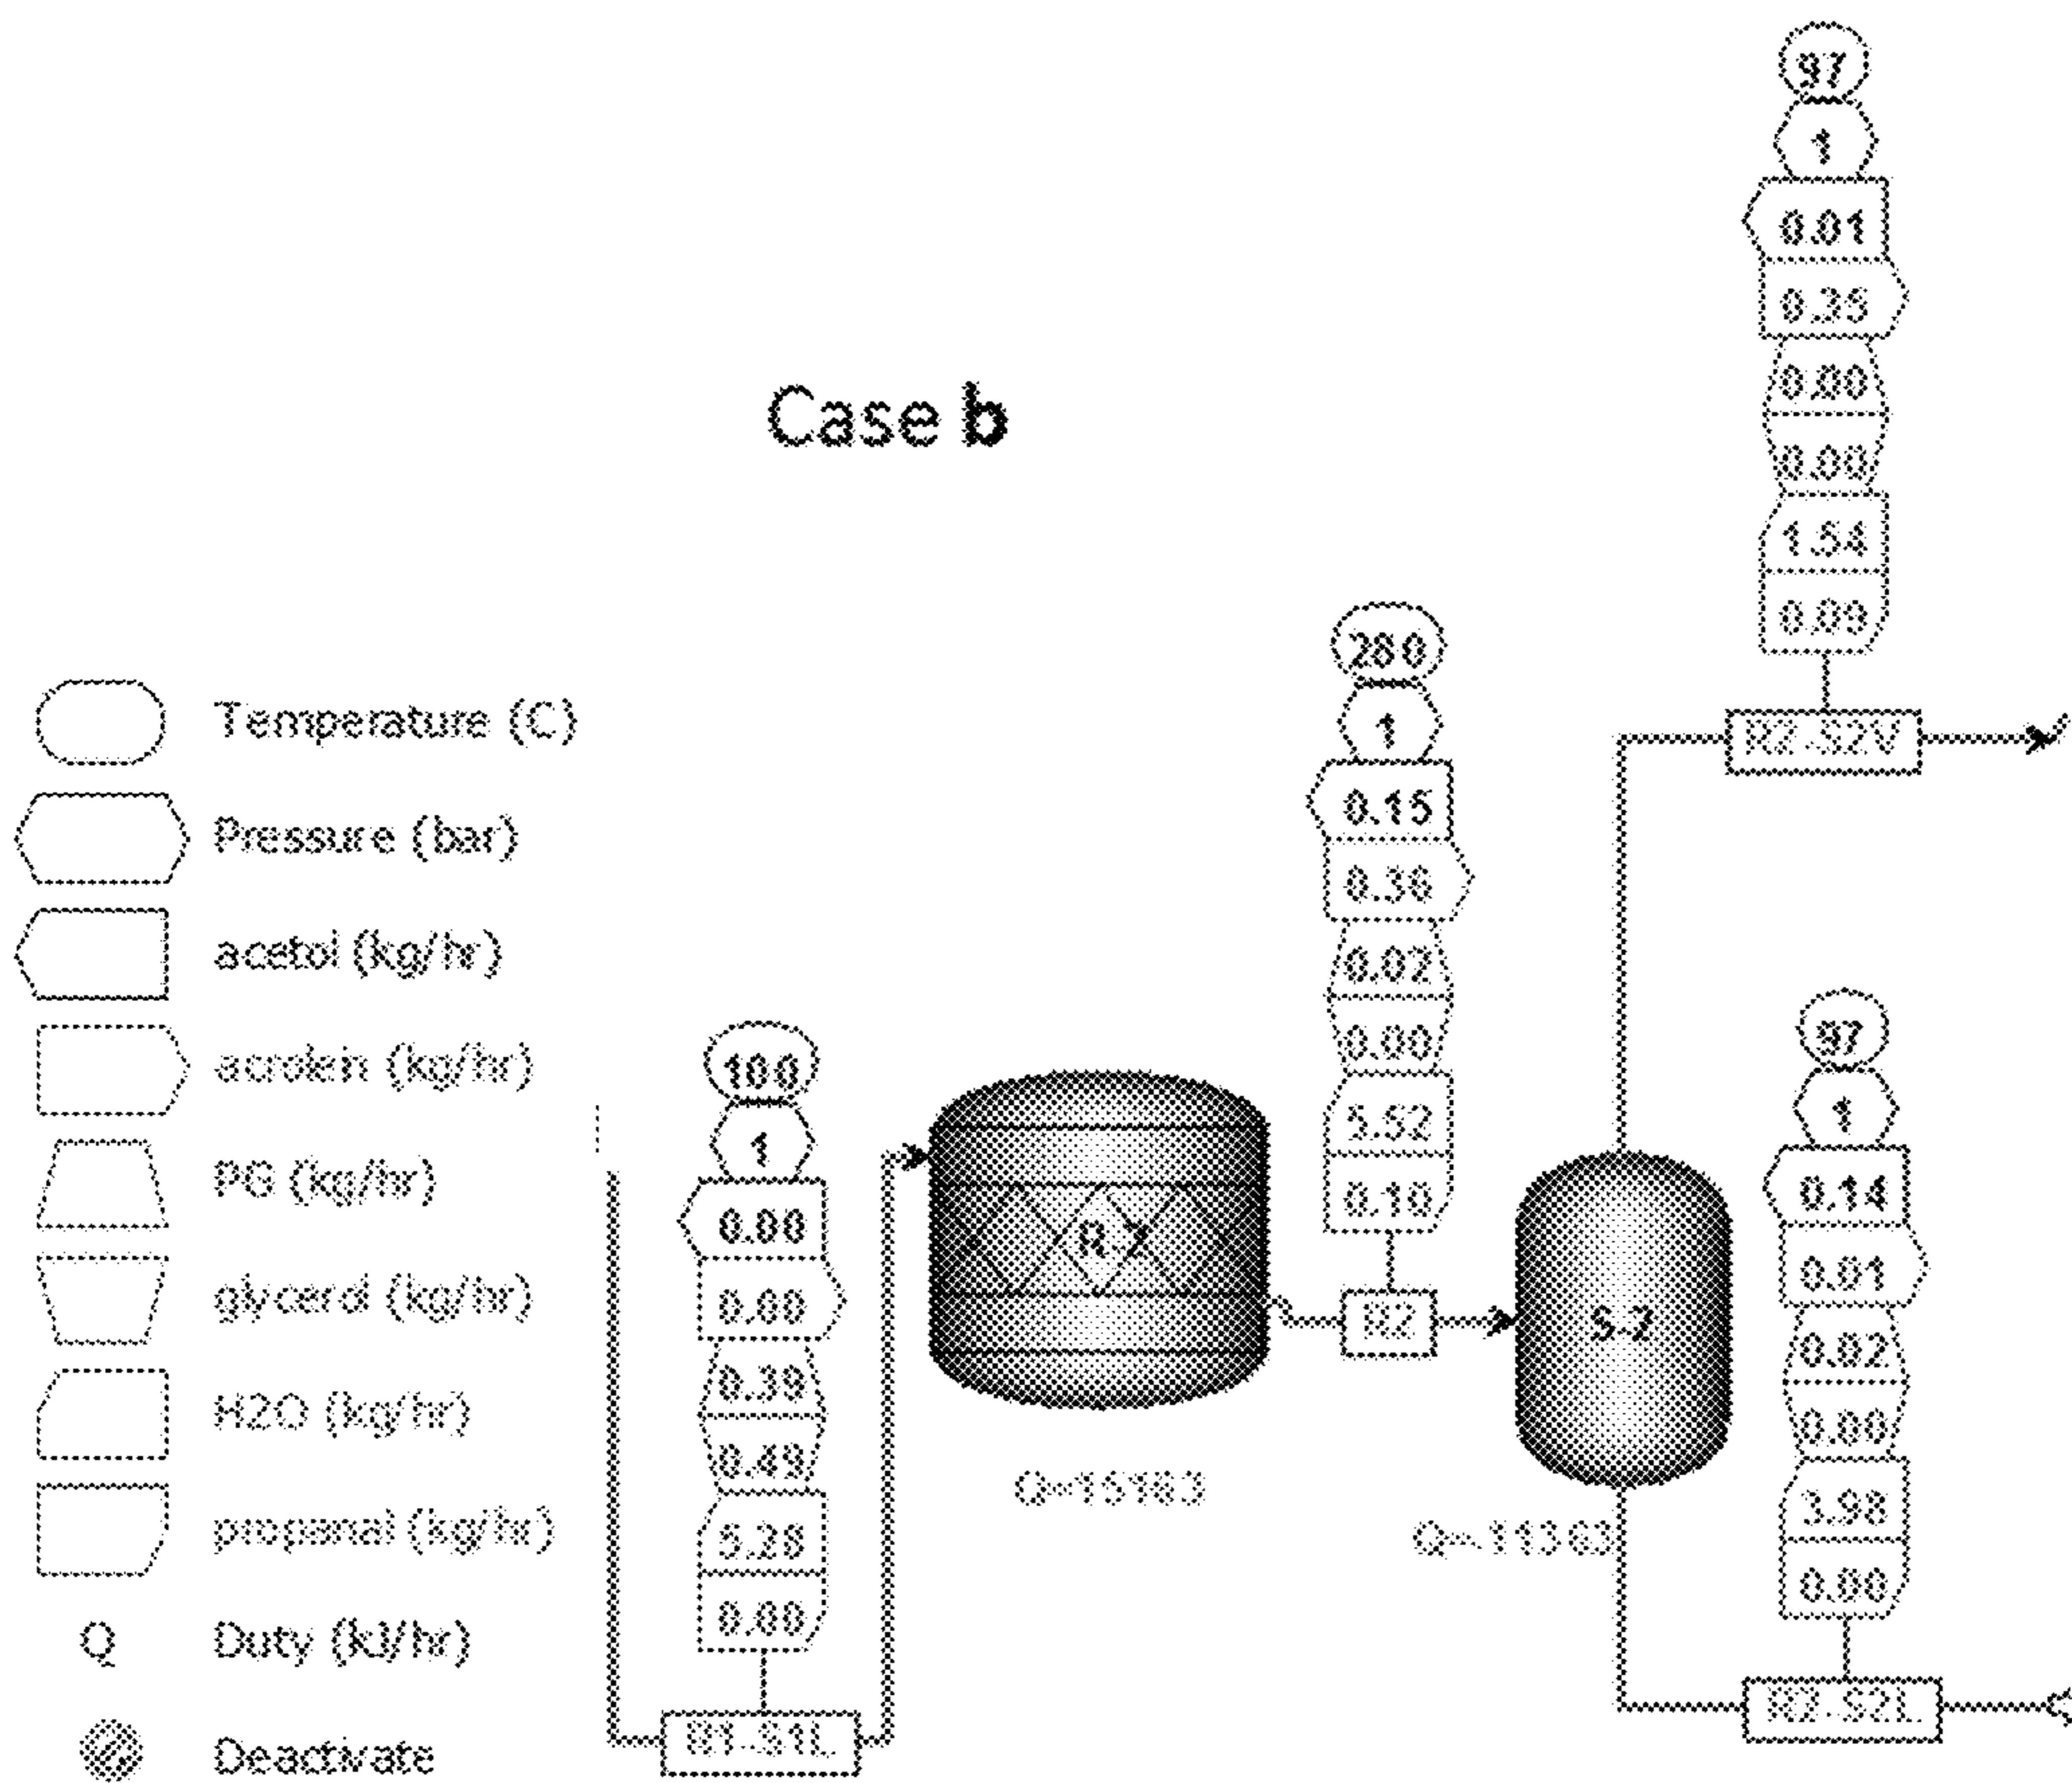 97
1
0.01
0.35
0.00
0.00
1.54
0.09
Case b
280
1
0.15
0.36
0.02
0.00
5.52
0.10
R2-S2V
Temperature (C)
Pressure (bar)
acetol (kg/hr)
acrolein (kg/hr)
PG (kg/hr)
glycerol (kg/hr)
H2O (kg/hr)
propanal (kg/hr)
Q Duty (kJ/hr)
Deactivate
100
1
0.00
0.00
0.39
0.49
5.28
0.00
R1-S1L
R-2
Q=15183
R2
S-2
Q=-11363
97
1
0.14
0.01
0.02
0.00
3.98
0.00
R2-S2L